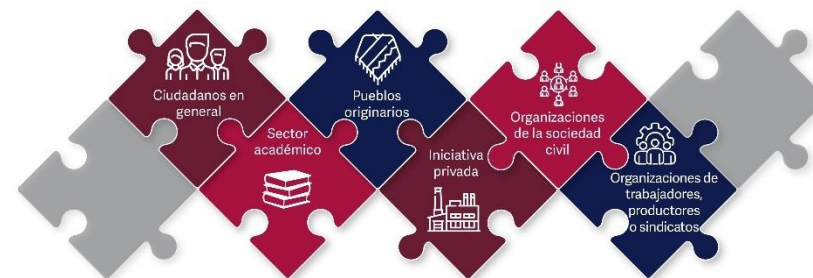 Ciudadanos en
general
Sector
académico
Pueblos
originarios
Iniciativa
privada
Organizaciones
de la sociedad
civil
Organizaciones de
trabajadores,
productores
o sindicatos